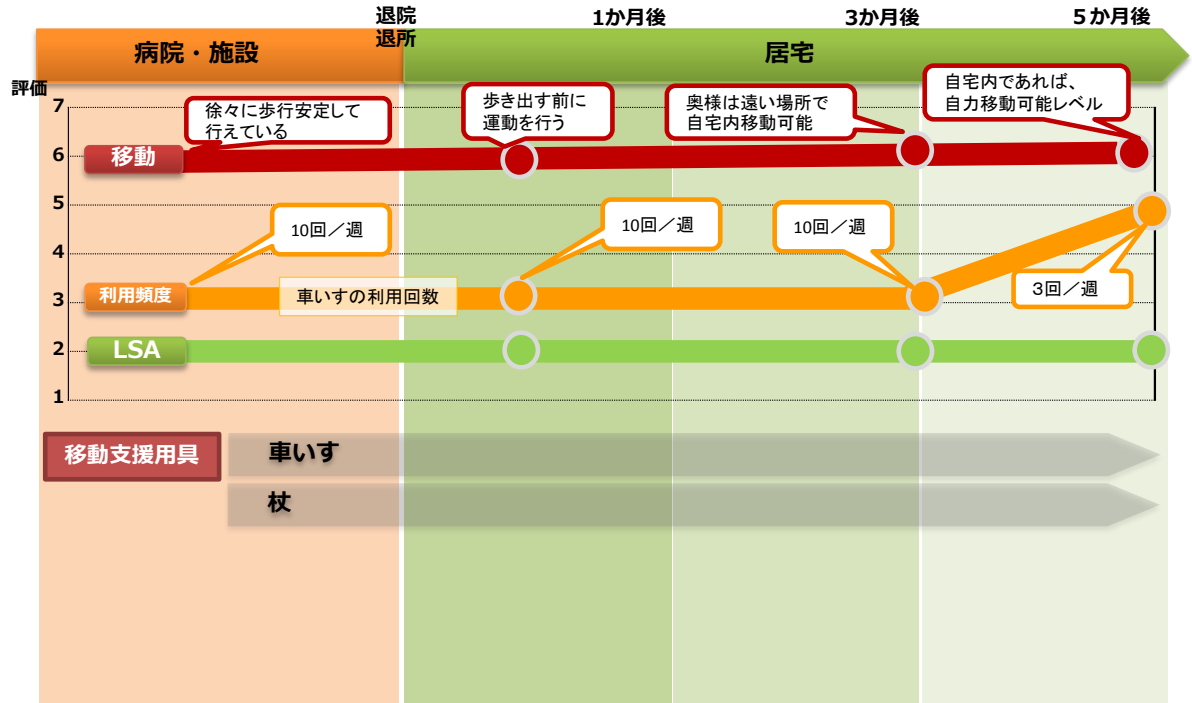 退院
退所
1か月後
3か月後
５か月後
病院・施設
居宅
評価
7
6
5
4
3
2
1
徐々に歩行安定して
行えている
歩き出す前に
運動を行う
奥様は遠い場所で
自宅内移動可能
自宅内であれば、
自力移動可能レベル
移動
10回／週
10回／週
10回／週
３回／週
利用頻度
車いすの利用回数
LSA
移動支援用具
車いす
杖